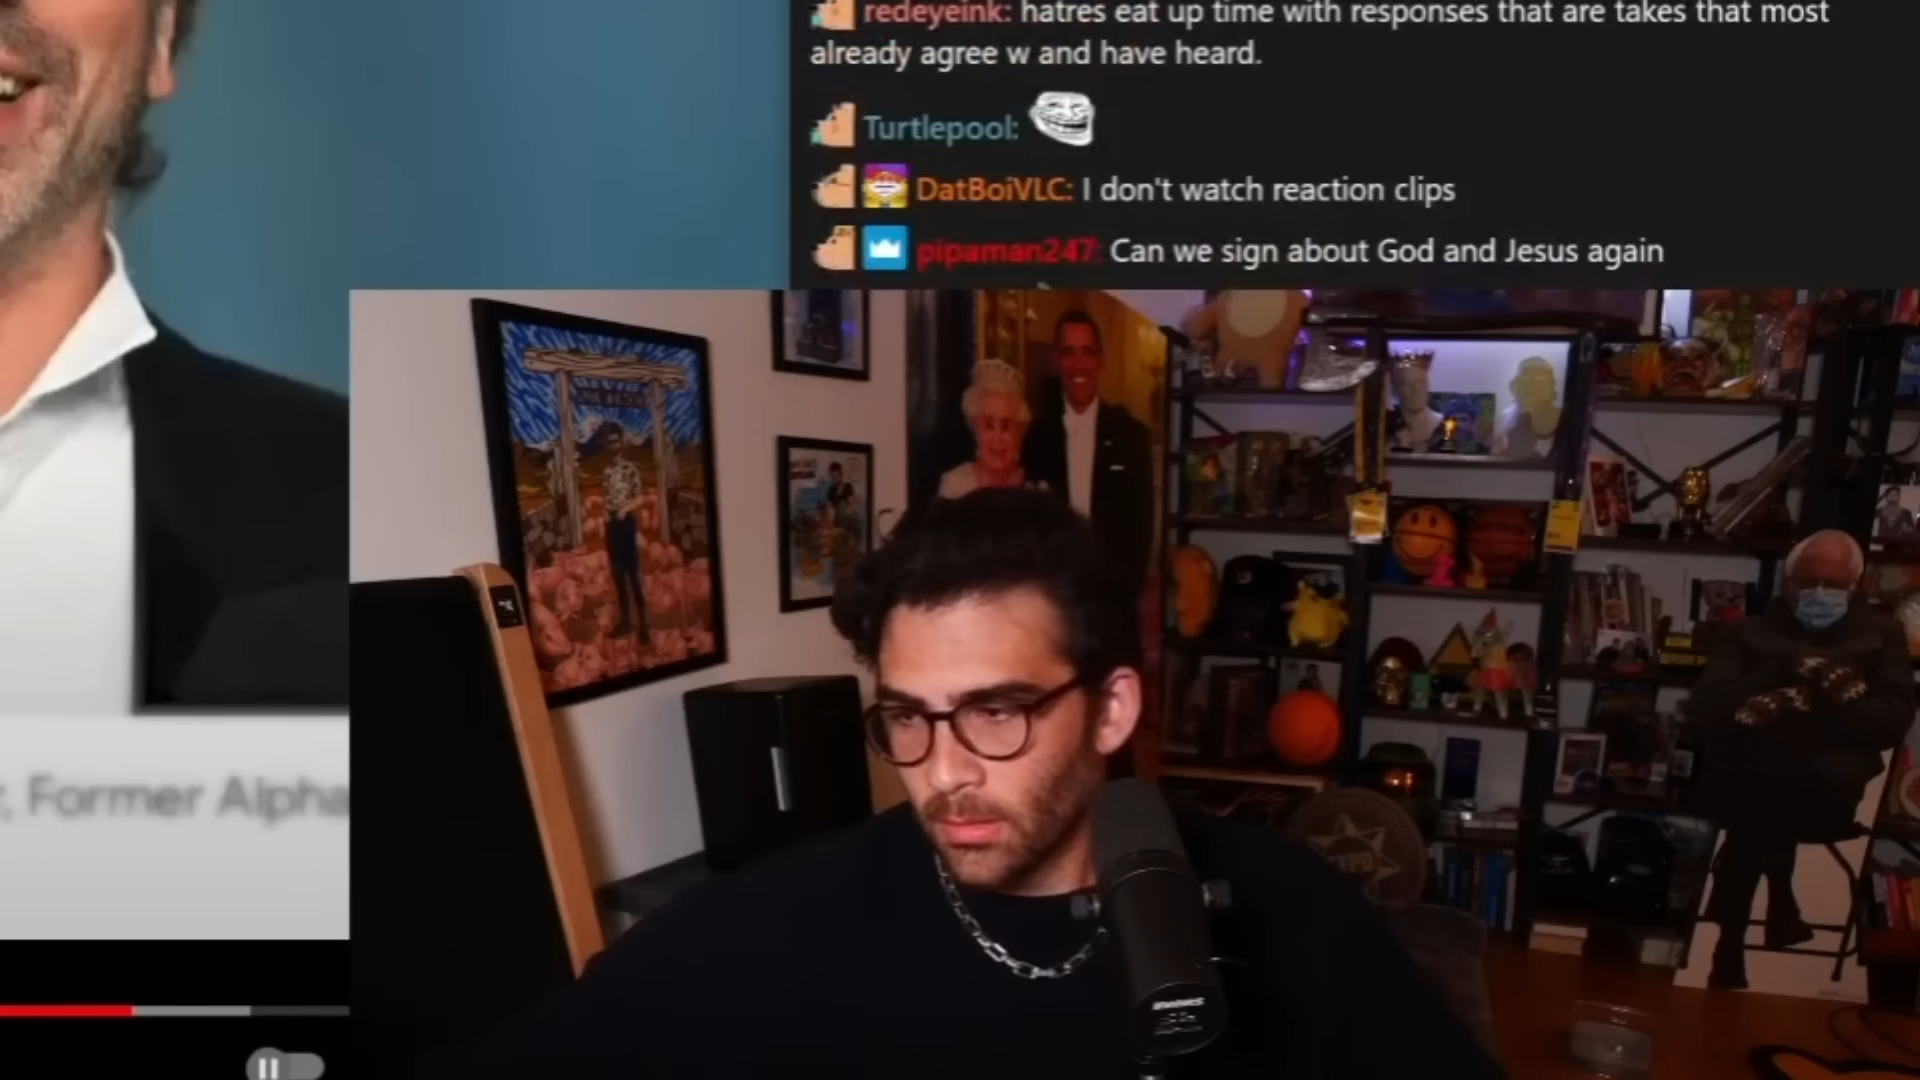 redeyeink: hatres eat up time with responses that are takes that most
already agree w and have heard.
Turtlepool:
DatBoiVLC: I don't watch reaction clips
pipaman247: Can we sign about God and Jesus again
, Former Alpha